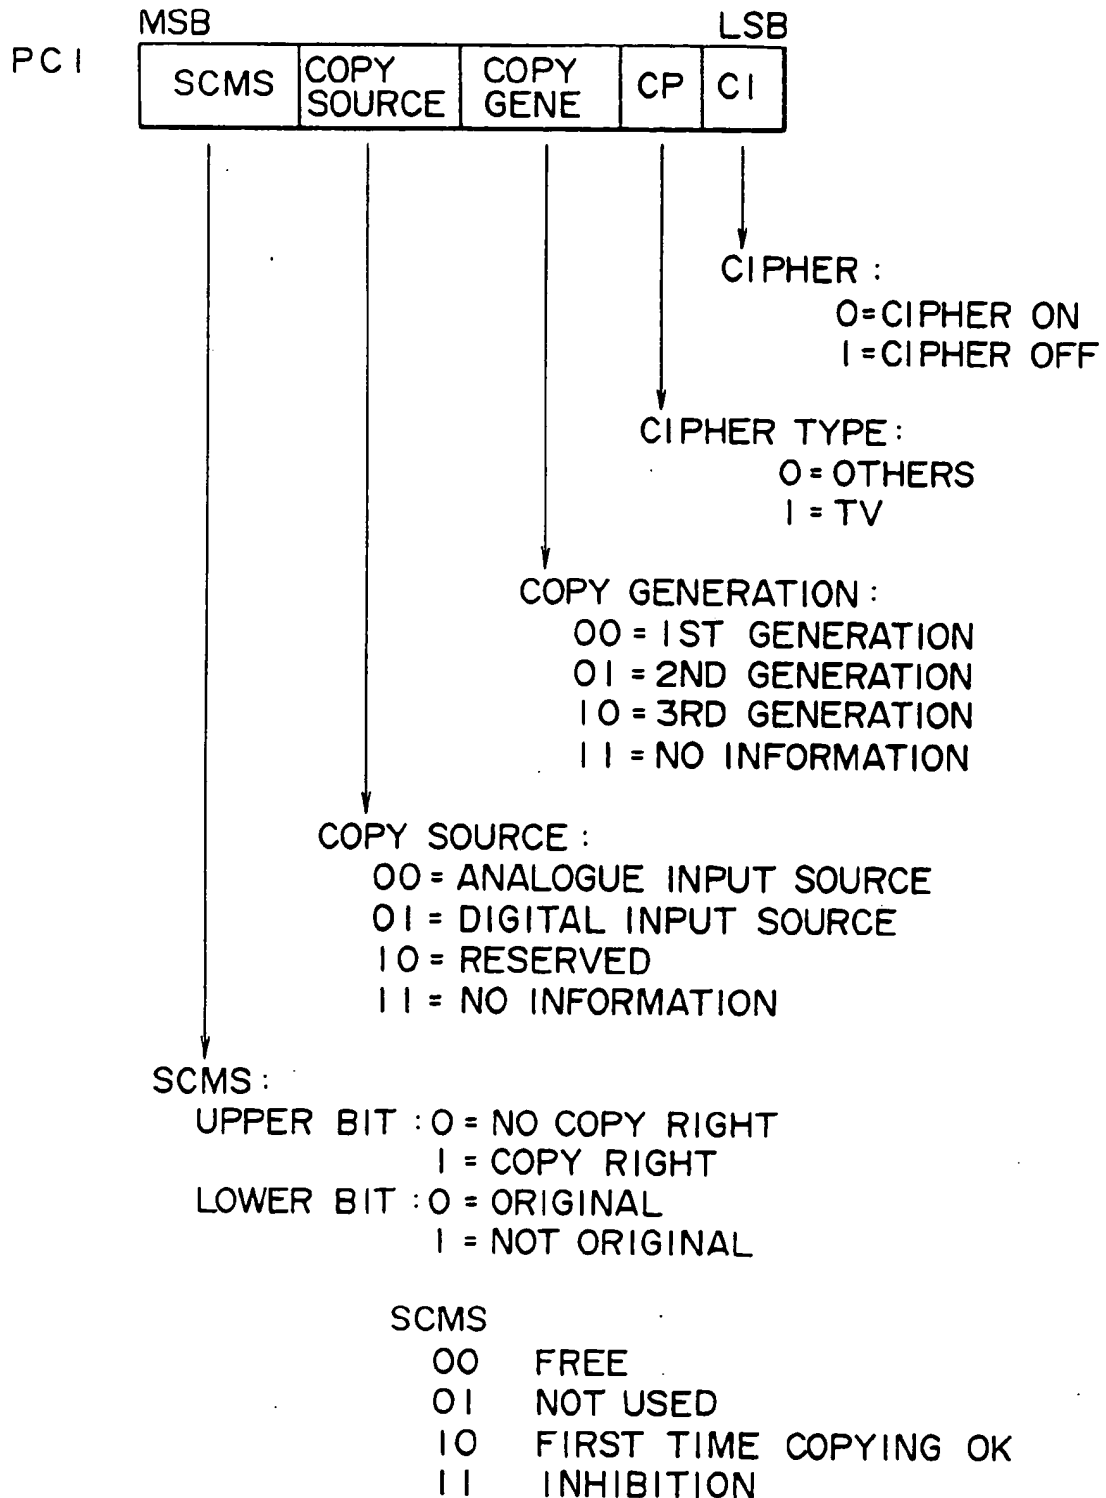 MSB LSB
PCI SCMS COPY SOURCE COPY GENE CP CI
CIPHER :
0=CIPHER ON
1=CIPHER OFF
CIPHER TYPE:
0=OTHERS
1=TV
COPY GENERATION:
00=1ST GENERATION
01=2ND GENERATION
10=3RD GENERATION
11=NO INFORMATION
COPY SOURCE:
00=ANALOGUE INPUT SOURCE
01=DIGITAL INPUT SOURCE
10=RESERVED
11=NO INFORMATION
SCMS:
UPPER BIT:0=NO COPY RIGHT
1=COPY RIGHT
LOWER BIT:0=ORIGINAL
1=NOT ORIGINAL
SCMS
00 FREE
01 NOT USED
10 FIRST TIME COPYING OK
11 INHIBITION